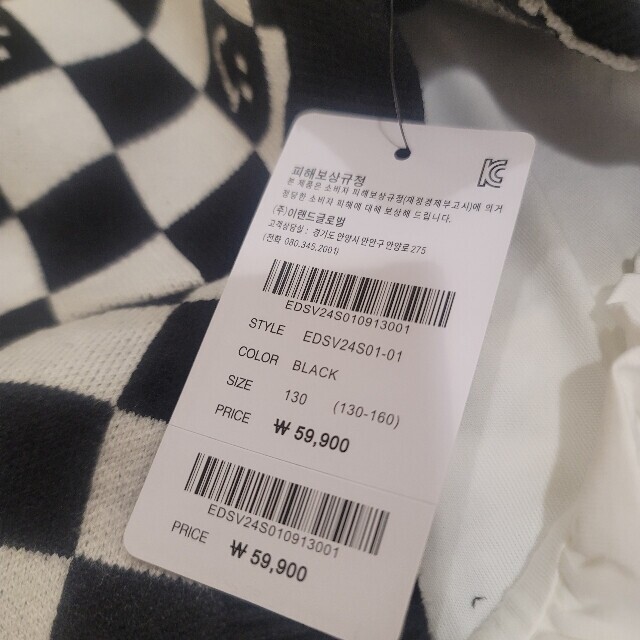 피해보상규정
본 제품은 소비자 피해보상규정(재정경제부고시)에 의거
정당한 소비자 피해에 대해 보상해 드립니다.
(주)이랜드글로벌
고객상담실 : 경기도 안양시 만안구 안양로 275
(전화 080.345.2001)
EDSV24S010913001
STYLE EDSV24S01-01
COLOR BLACK
SIZE 130 (130-160)
PRICE ₩ 59,900
EDSV24S010913001
PRICE ₩ 59,900